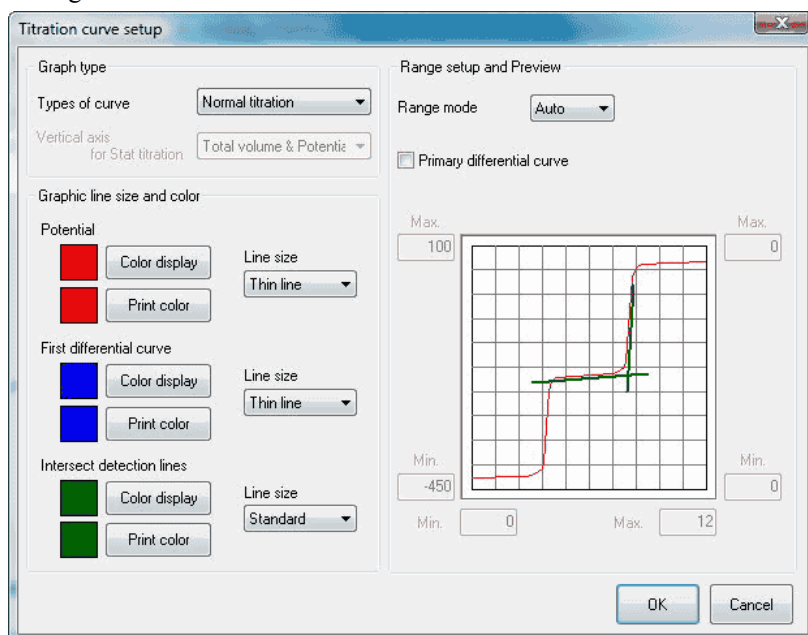 Titration curve setup
Graph type
Types of curve
Normal titration
Vertical axis
for Stat titration
Total volume & Potentia
Graphic line size and color
Potential
Color display
Line size
Thin line
Print color
First differential curve
Color display
Line size
Thin line
Print color
Intersect detection lines
Color display
Line size
Standard
Print color
Range setup and Preview
Range mode
Auto
Primary differential curve
Max.
100
Max.
0
Min.
-450
Min.
0
Min.
0
Max.
12
OK
Cancel